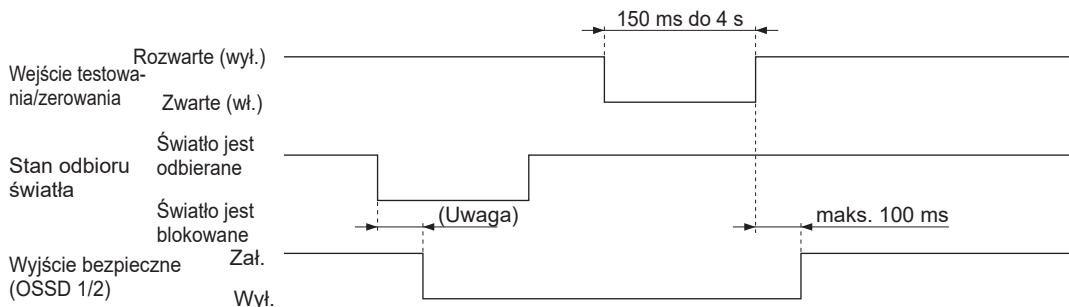 150 ms do 4 s
Rozwarte (wył.)
Wejście testowa-
nia/zerowania
Zwarte (wł.)
Światło jest
odbierane
Stan odbioru
światła
Światło jest
blokowane
(Uwaga)
maks. 100 ms
Zał.
Wyjście bezpieczne
(OSSD 1/2)
Wył.